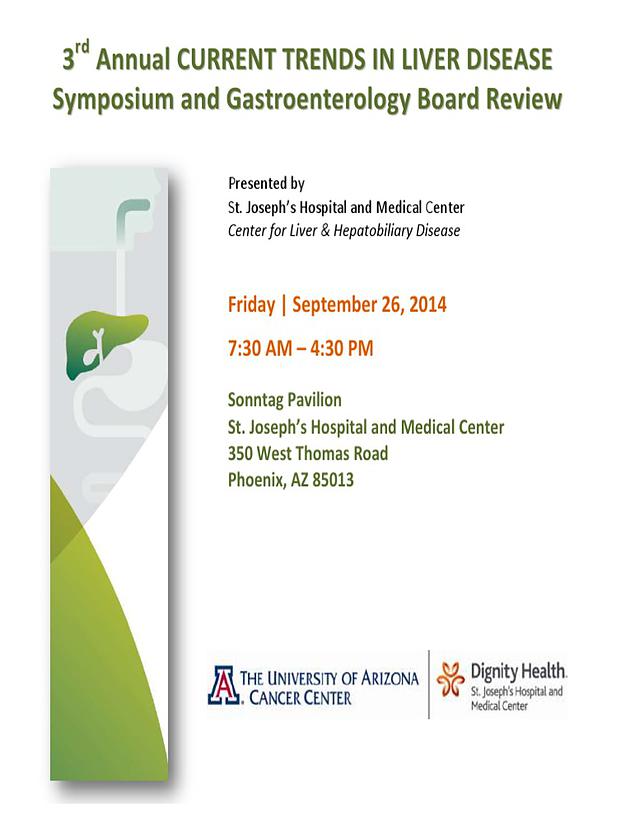 3rd Annual CURRENT TRENDS IN LIVER DISEASE
Symposium and Gastroenterology Board Review
Presented by
St. Joseph's Hospital and Medical Center
Center for Liver & Hepatobiliary Disease
Friday | September 26, 2014
7:30 AM – 4:30 PM
Sonntag Pavilion
St. Joseph's Hospital and Medical Center
350 West Thomas Road
Phoenix, AZ 85013
A
THE UNIVERSITY OF ARIZONA
CANCER CENTER
Dignity Health.
St. Joseph's Hospital and
Medical Center